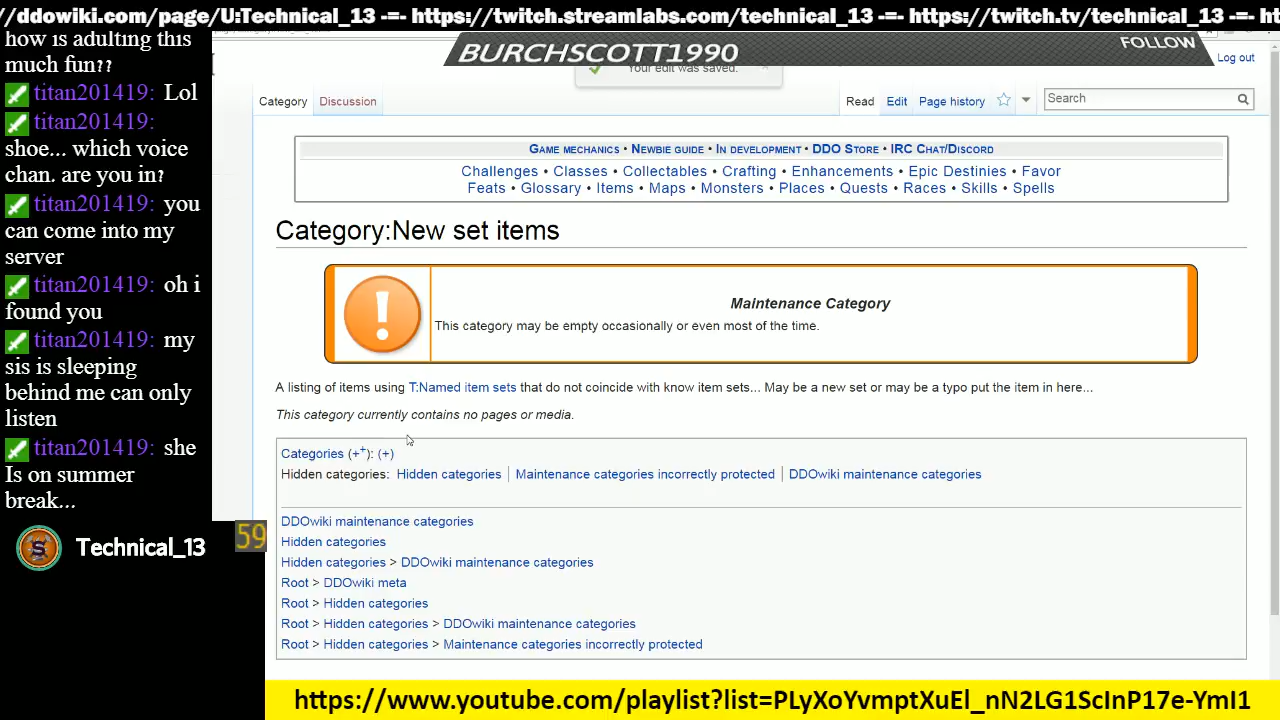 //ddowiki.com/page/U:Technical_13 -=- https://twitch.streamlabs.com/technical_13 -=- https://twitch.tv/technical_13 -=- ht
how is adulting this
much fun??
titan201419: Lol
titan201419:
shoe... which voice
chan. are you in?
titan201419: you
can come into my
server
titan201419: oh i
found you
titan201419: my
sis is sleeping
behind me can only
listen
titan201419: she
Is on summer
break...
Technical_13
59
BURCHSCOTT1990
FOLLOW
Your edit was saved.
Log out
Category Discussion
Read Edit Page history
Search
Game mechanics • Newbie guide • In development • DDO Store • IRC Chat/Discord
Challenges • Classes • Collectables • Crafting • Enhancements • Epic Destinies • Favor
Feats • Glossary • Items • Maps • Monsters • Places • Quests • Races • Skills • Spells
Category:New set items
Maintenance Category
This category may be empty occasionally or even most of the time.
A listing of items using T:Named item sets that do not coincide with know item sets... May be a new set or may be a typo put the item in here...
This category currently contains no pages or media.
Categories (++): (+)
Hidden categories: Hidden categories | Maintenance categories incorrectly protected | DDOwiki maintenance categories
DDOwiki maintenance categories
Hidden categories
Hidden categories > DDOwiki maintenance categories
Root > DDOwiki meta
Root > Hidden categories
Root > Hidden categories > DDOwiki maintenance categories
Root > Hidden categories > Maintenance categories incorrectly protected
https://www.youtube.com/playlist?list=PLyXoYvmptXuEl_nN2LG1ScInP17e-YmI1